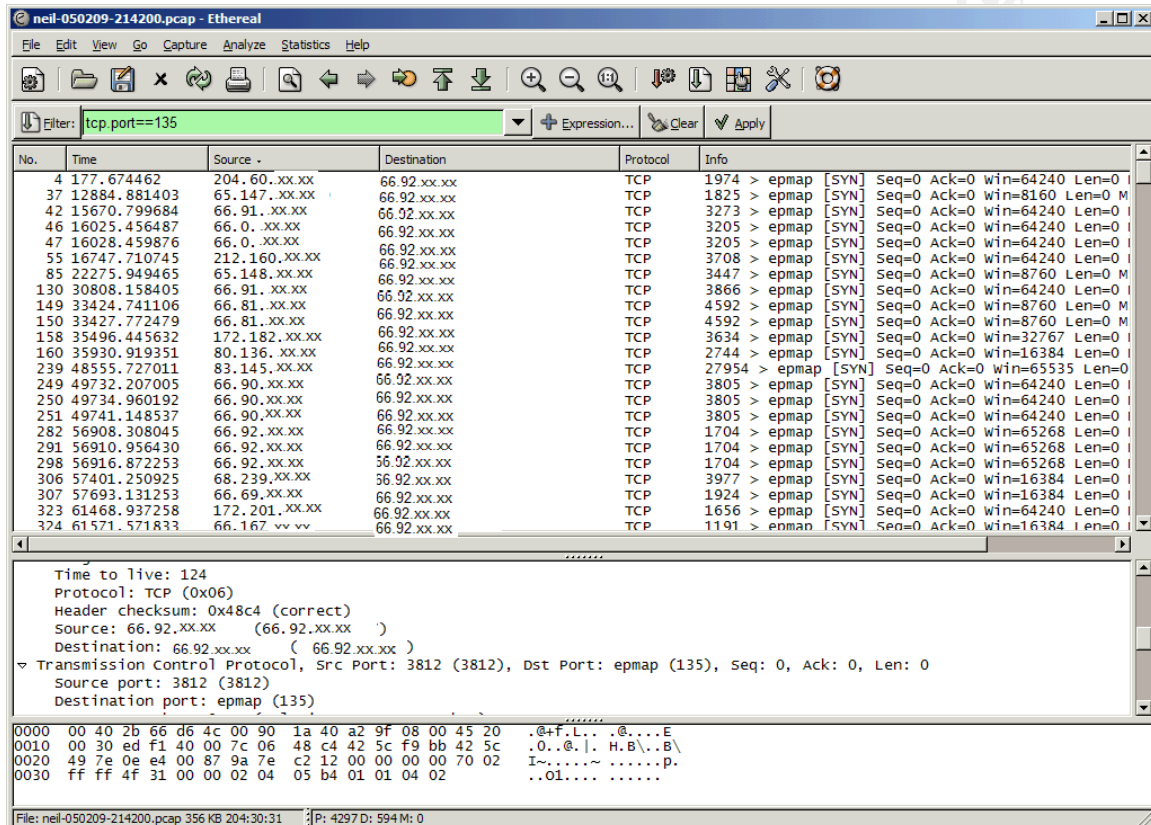 neil-050209-214200.pcap - Ethereal
File Edit View Go Capture Analyze Statistics Help
Filter: tcp.port==135 Expression... Clear Apply
No. Time Source Destination Protocol Info
4 177.674462 204.60..xx.xx 66.92.xx.xx TCP 1974 > epmap [SYN] Seq=0 Ack=0 Win=64240 Len=0
37 12884.881403 65.147..xx.xx 66.92.xx.xx TCP 1825 > epmap [SYN] Seq=0 Ack=0 Win=8160 Len=0 M
42 15670.799684 66.91..xx.xx 66.92.xx.xx TCP 3273 > epmap [SYN] Seq=0 Ack=0 Win=64240 Len=0
46 16025.456487 66.0. .xx.xx 66.92.xx.xx TCP 3205 > epmap [SYN] Seq=0 Ack=0 Win=64240 Len=0
47 16028.459876 66.0. .xx.xx 66.92.xx.xx TCP 3205 > epmap [SYN] Seq=0 Ack=0 Win=64240 Len=0
55 16747.710745 212.160.xx.xx 66.92.xx.xx TCP 3708 > epmap [SYN] Seq=0 Ack=0 Win=64240 Len=0
85 22275.949465 65.148.xx.xx 66.92.xx.xx TCP 3447 > epmap [SYN] Seq=0 Ack=0 Win=8760 Len=0 M
130 30808.158405 66.91..xx.xx 66.92.xx.xx TCP 3866 > epmap [SYN] Seq=0 Ack=0 Win=64240 Len=0
149 33424.741106 66.81..xx.xx 66.92.xx.xx TCP 4592 > epmap [SYN] Seq=0 Ack=0 Win=8760 Len=0 M
150 33427.772479 66.81..xx.xx 66.92.xx.xx TCP 4592 > epmap [SYN] Seq=0 Ack=0 Win=8760 Len=0 M
158 35496.445632 172.182.xx.xx 66.92.xx.xx TCP 3634 > epmap [SYN] Seq=0 Ack=0 Win=32767 Len=0
160 35930.919351 80.136..xx.xx 66.92.xx.xx TCP 2744 > epmap [SYN] Seq=0 Ack=0 Win=16384 Len=0
239 48555.727011 83.145.xx.xx 66.92.xx.xx TCP 27954 > epmap [SYN] Seq=0 Ack=0 Win=65535 Len=0
249 49732.207005 66.90.xx.xx 66.92.xx.xx TCP 3805 > epmap [SYN] Seq=0 Ack=0 Win=64240 Len=0
250 49734.960192 66.90.xx.xx 66.92.xx.xx TCP 3805 > epmap [SYN] Seq=0 Ack=0 Win=64240 Len=0
251 49741.148537 66.90.xx.xx 66.92.xx.xx TCP 3805 > epmap [SYN] Seq=0 Ack=0 Win=64240 Len=0
282 56908.308045 66.92.xx.xx 66.92.xx.xx TCP 1704 > epmap [SYN] Seq=0 Ack=0 Win=65268 Len=0
291 56910.956430 66.92.xx.xx 66.92.xx.xx TCP 1704 > epmap [SYN] Seq=0 Ack=0 Win=65268 Len=0
298 56916.872253 66.92.xx.xx 66.92.xx.xx TCP 1704 > epmap [SYN] Seq=0 Ack=0 Win=65268 Len=0
306 57401.250925 68.239.xx.xx 66.92.xx.xx TCP 3977 > epmap [SYN] Seq=0 Ack=0 Win=16384 Len=0
307 57693.131253 66.69.xx.xx 66.92.xx.xx TCP 1924 > epmap [SYN] Seq=0 Ack=0 Win=16384 Len=0
323 61468.937258 172.201.xx.xx 66.92.xx.xx TCP 1656 > epmap [SYN] Seq=0 Ack=0 Win=64240 Len=0
324 61571.571833 66.167 xx xx 66.92.xx.xx TCP 1191 > epmap [SYN] Seq=0 Ack=0 Win=16384 Len=0
Time to live: 124
Protocol: TCP (0x06)
Header checksum: 0x48c4 (correct)
Source: 66.92.xx.xx (66.92.xx.xx )
Destination: 66.92.xx.xx ( 66.92.xx.xx )
Transmission Control Protocol, Src Port: 3812 (3812), Dst Port: epmap (135), Seq: 0, Ack: 0, Len: 0
Source port: 3812 (3812)
Destination port: epmap (135)
0000 00 40 2b 66 d6 4c 00 90 1a 40 a2 9f 08 00 45 20 .@+f.L.. .@....E
0010 00 30 ed f1 40 00 7c 06 48 c4 42 5c f9 bb 42 5c .0..@.|. H.B\..B\
0020 49 7e 0e e4 00 87 9a 7e c2 12 00 00 00 00 70 02 I~.....~ ......p.
0030 ff ff 4f 31 00 00 02 04 05 b4 01 01 04 02 ..O1.... ......
File: neil-050209-214200.pcap 356 KB 204:30:31 P: 4297 D: 594 M: 0